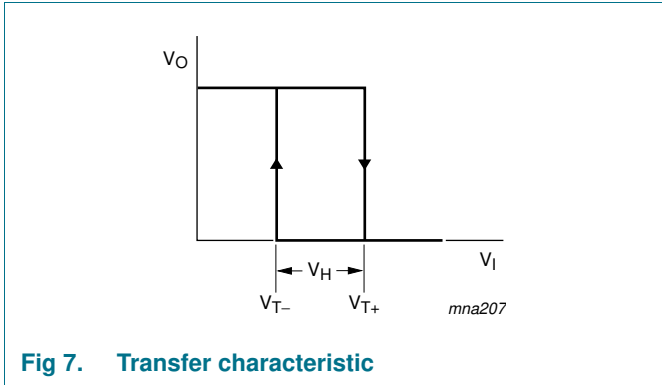 VO
VI
VH
VT−
VT+
mna207
Fig 7. Transfer characteristic